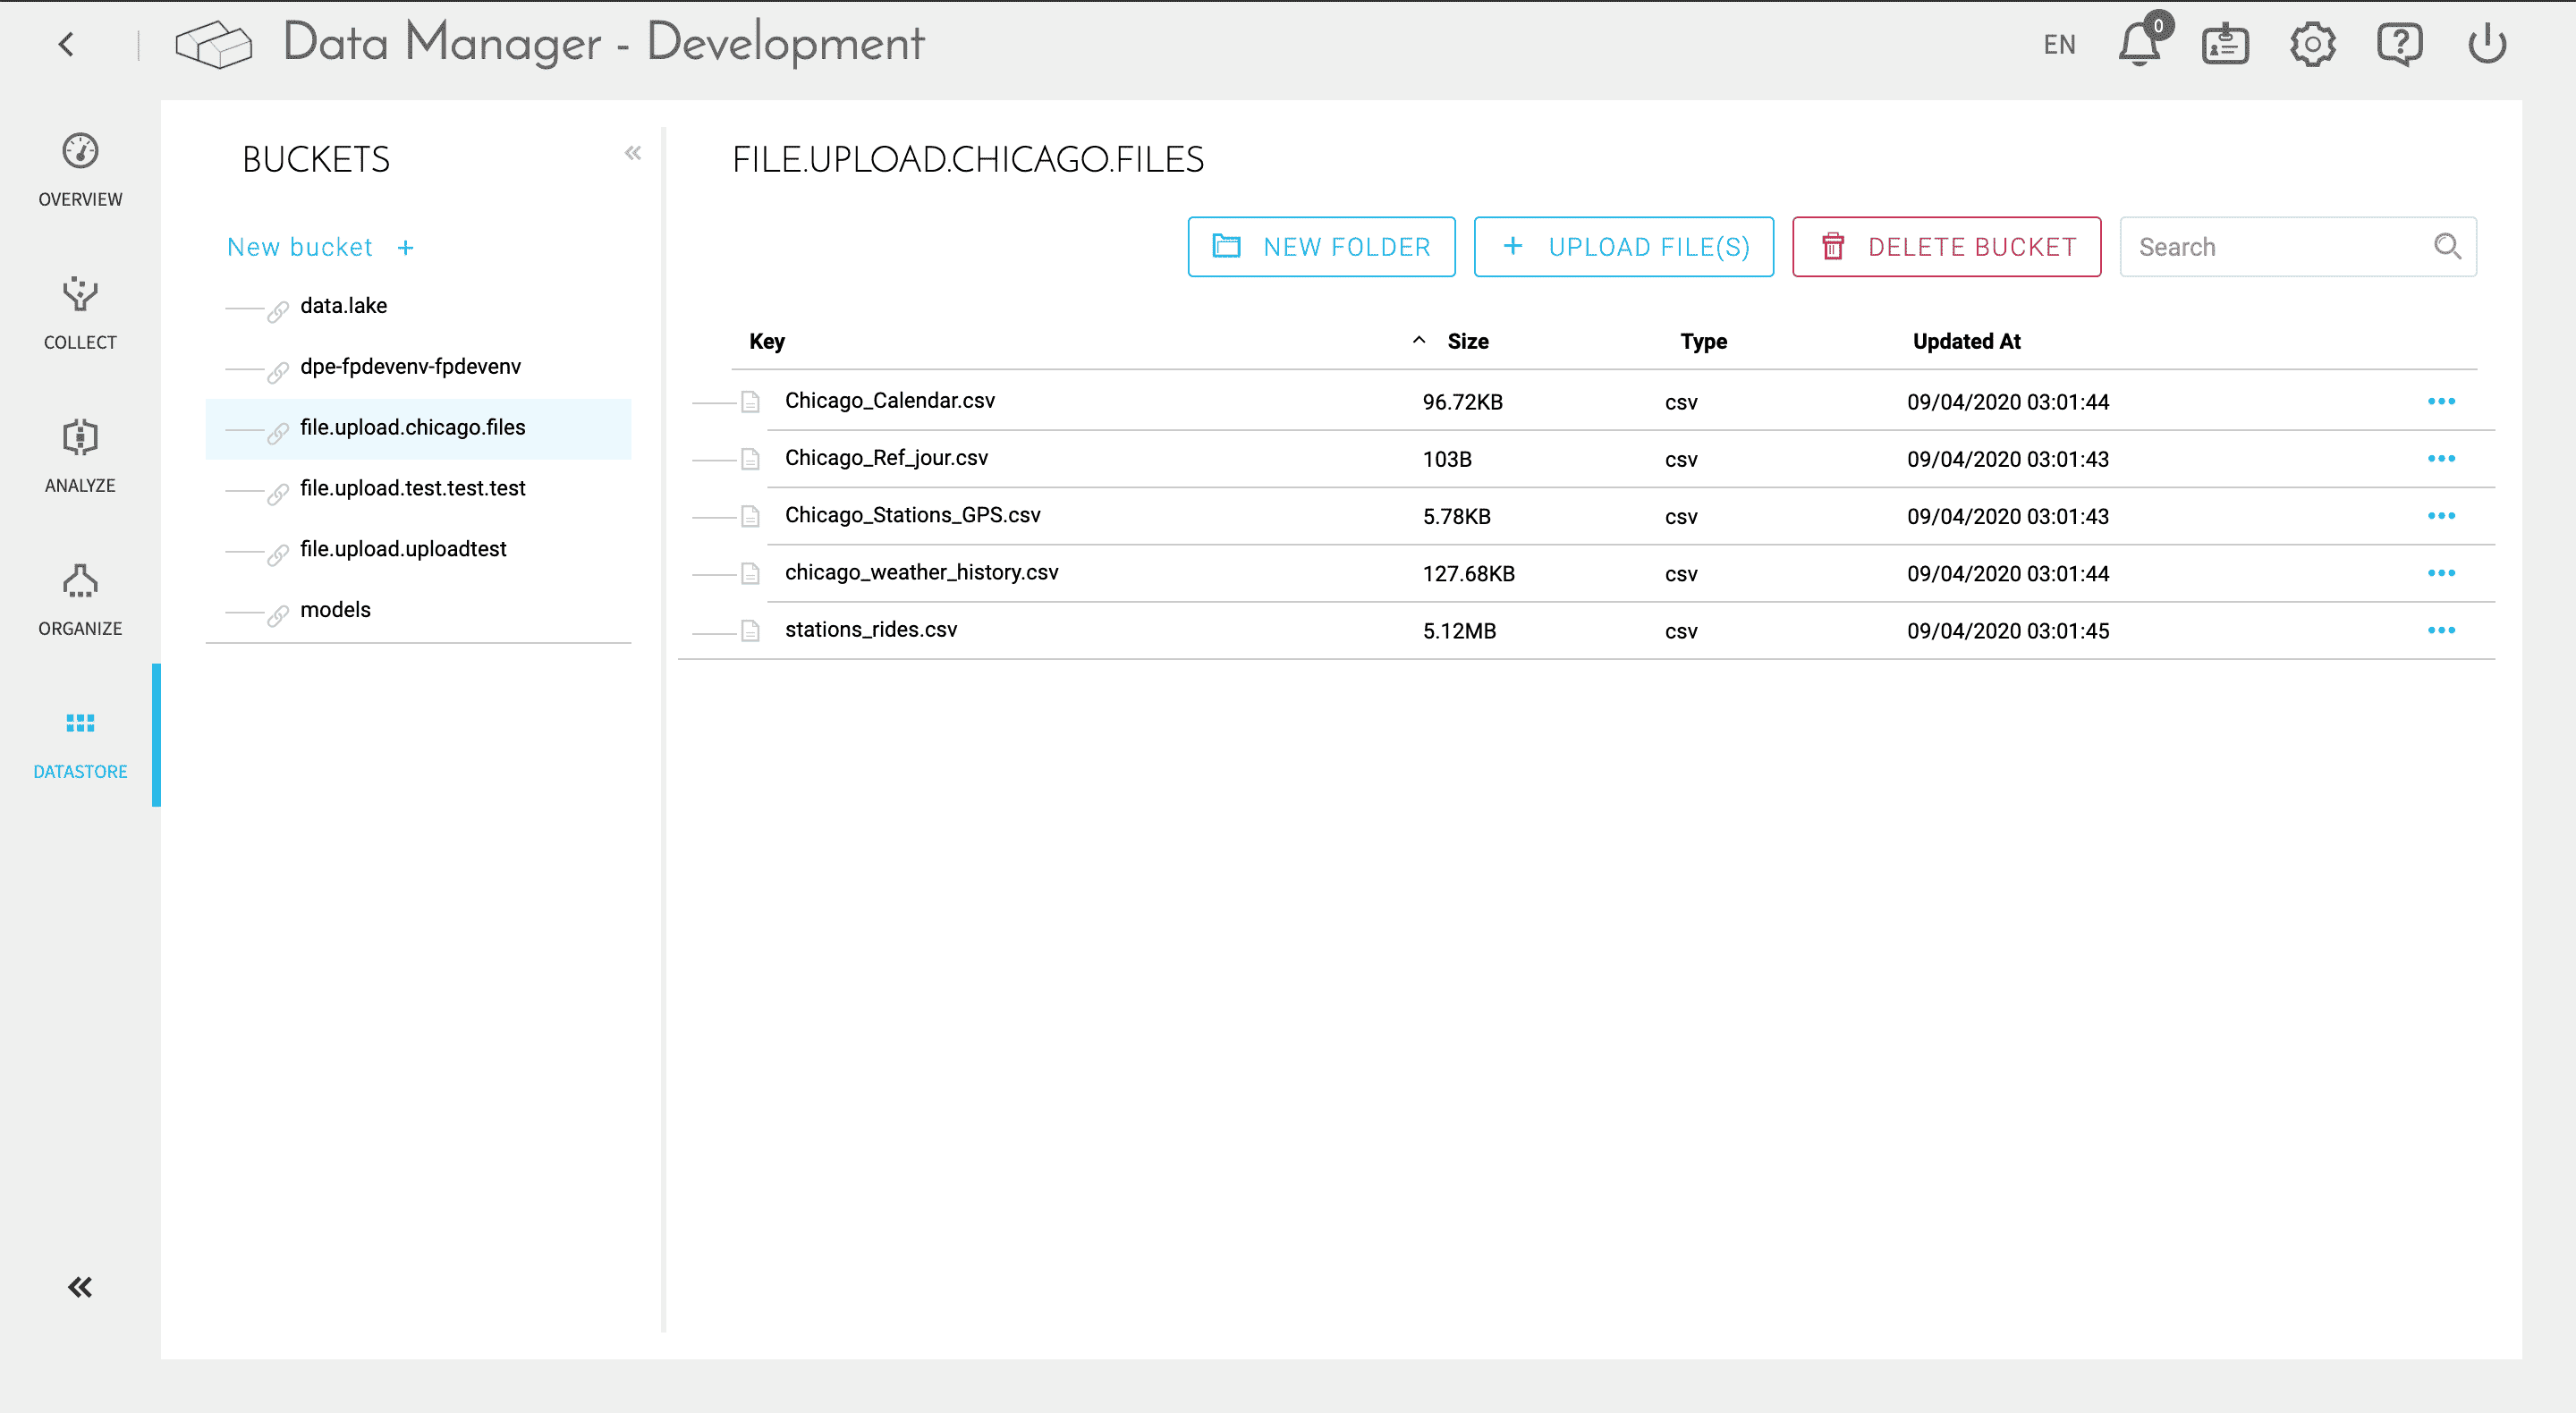 Data Manager - Development
EN
0
OVERVIEW
COLLECT
ANALYZE
ORGANIZE
DATASTORE
BUCKETS
New bucket +
data.lake
dpe-fpdevenv-fpdevenv
file.upload.chicago.files
file.upload.test.test.test
file.upload.uploadtest
models
FILE.UPLOAD.CHICAGO.FILES
NEW FOLDER + UPLOAD FILE(S) DELETE BUCKET Search
Key Size Type Updated At
Chicago_Calendar.csv 96.72KB csv 09/04/2020 03:01:44
Chicago_Ref_jour.csv 103B csv 09/04/2020 03:01:43
Chicago_Stations_GPS.csv 5.78KB csv 09/04/2020 03:01:43
chicago_weather_history.csv 127.68KB csv 09/04/2020 03:01:44
stations_rides.csv 5.12MB csv 09/04/2020 03:01:45